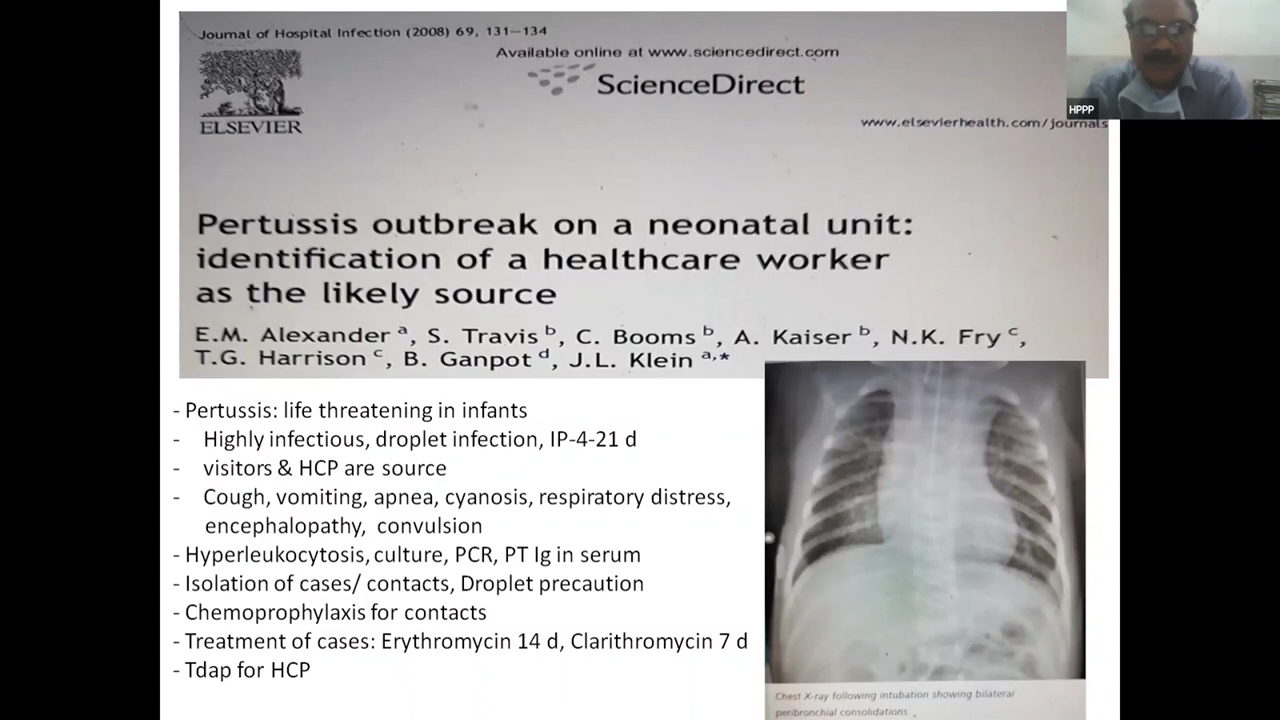 Journal of Hospital Infection (2008) 69, 131–134
Available online at www.sciencedirect.com
ScienceDirect
ELSEVIER
www.elsevierhealth.com/journals
HPPP
Pertussis outbreak on a neonatal unit:
identification of a healthcare worker
as the likely source
E.M. Alexander a, S. Travis b, C. Booms b, A. Kaiser b, N.K. Fry c,
T.G. Harrison c, B. Ganpot d, J.L. Klein a,*
- Pertussis: life threatening in infants
- Highly infectious, droplet infection, IP-4-21 d
- visitors & HCP are source
- Cough, vomiting, apnea, cyanosis, respiratory distress,
encephalopathy, convulsion
- Hyperleukocytosis, culture, PCR, PT Ig in serum
- Isolation of cases/ contacts, Droplet precaution
- Chemoprophylaxis for contacts
- Treatment of cases: Erythromycin 14 d, Clarithromycin 7 d
- Tdap for HCP
Chest X-ray following intubation showing bilateral
peribronchial consolidations